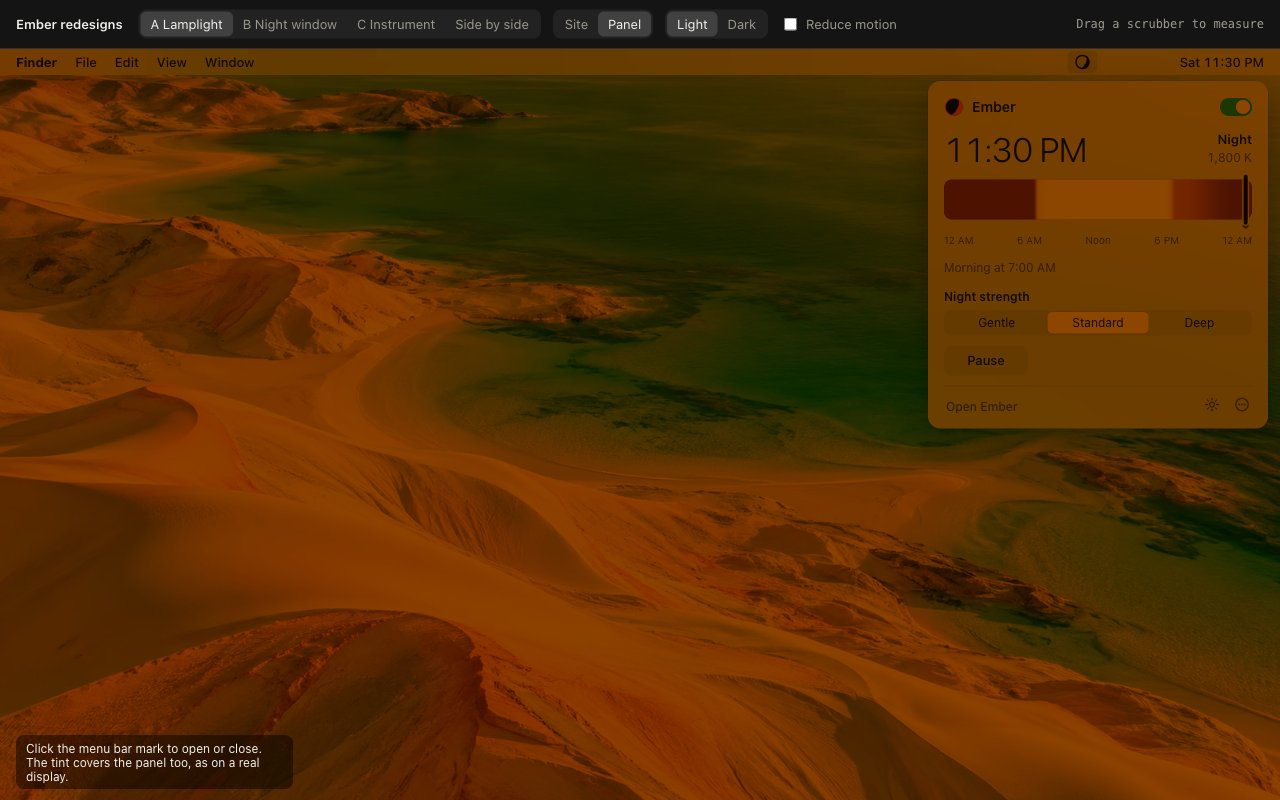 Ember redesigns A Lamplight B Night window C Instrument Side by side Site Panel Light Dark Reduce motion Drag a scrubber to measure
Finder File Edit View Window Sat 11:30 PM
Ember
11:30 PM Night
1,800 K
12 AM 6 AM Noon 6 PM 12 AM
Morning at 7:00 AM
Night strength
Gentle Standard Deep
Pause
Open Ember
Click the menu bar mark to open or close.
The tint covers the panel too, as on a real
display.